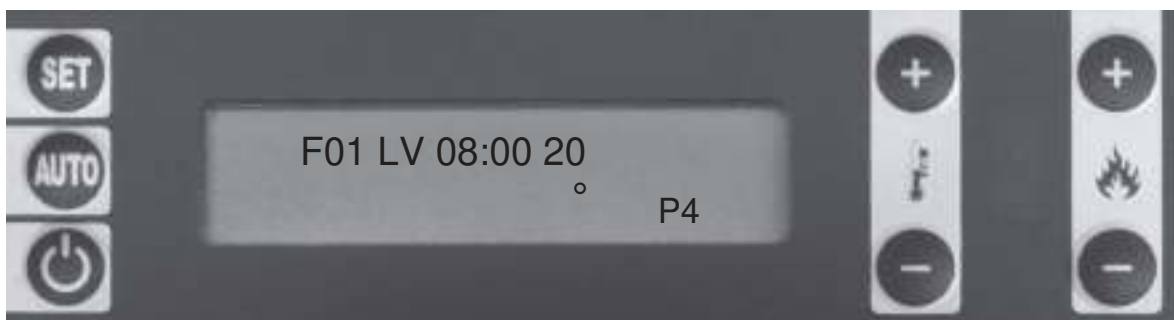 SET
AUTO
F01 LV 08:00 20
°
P4
+
-
+
-